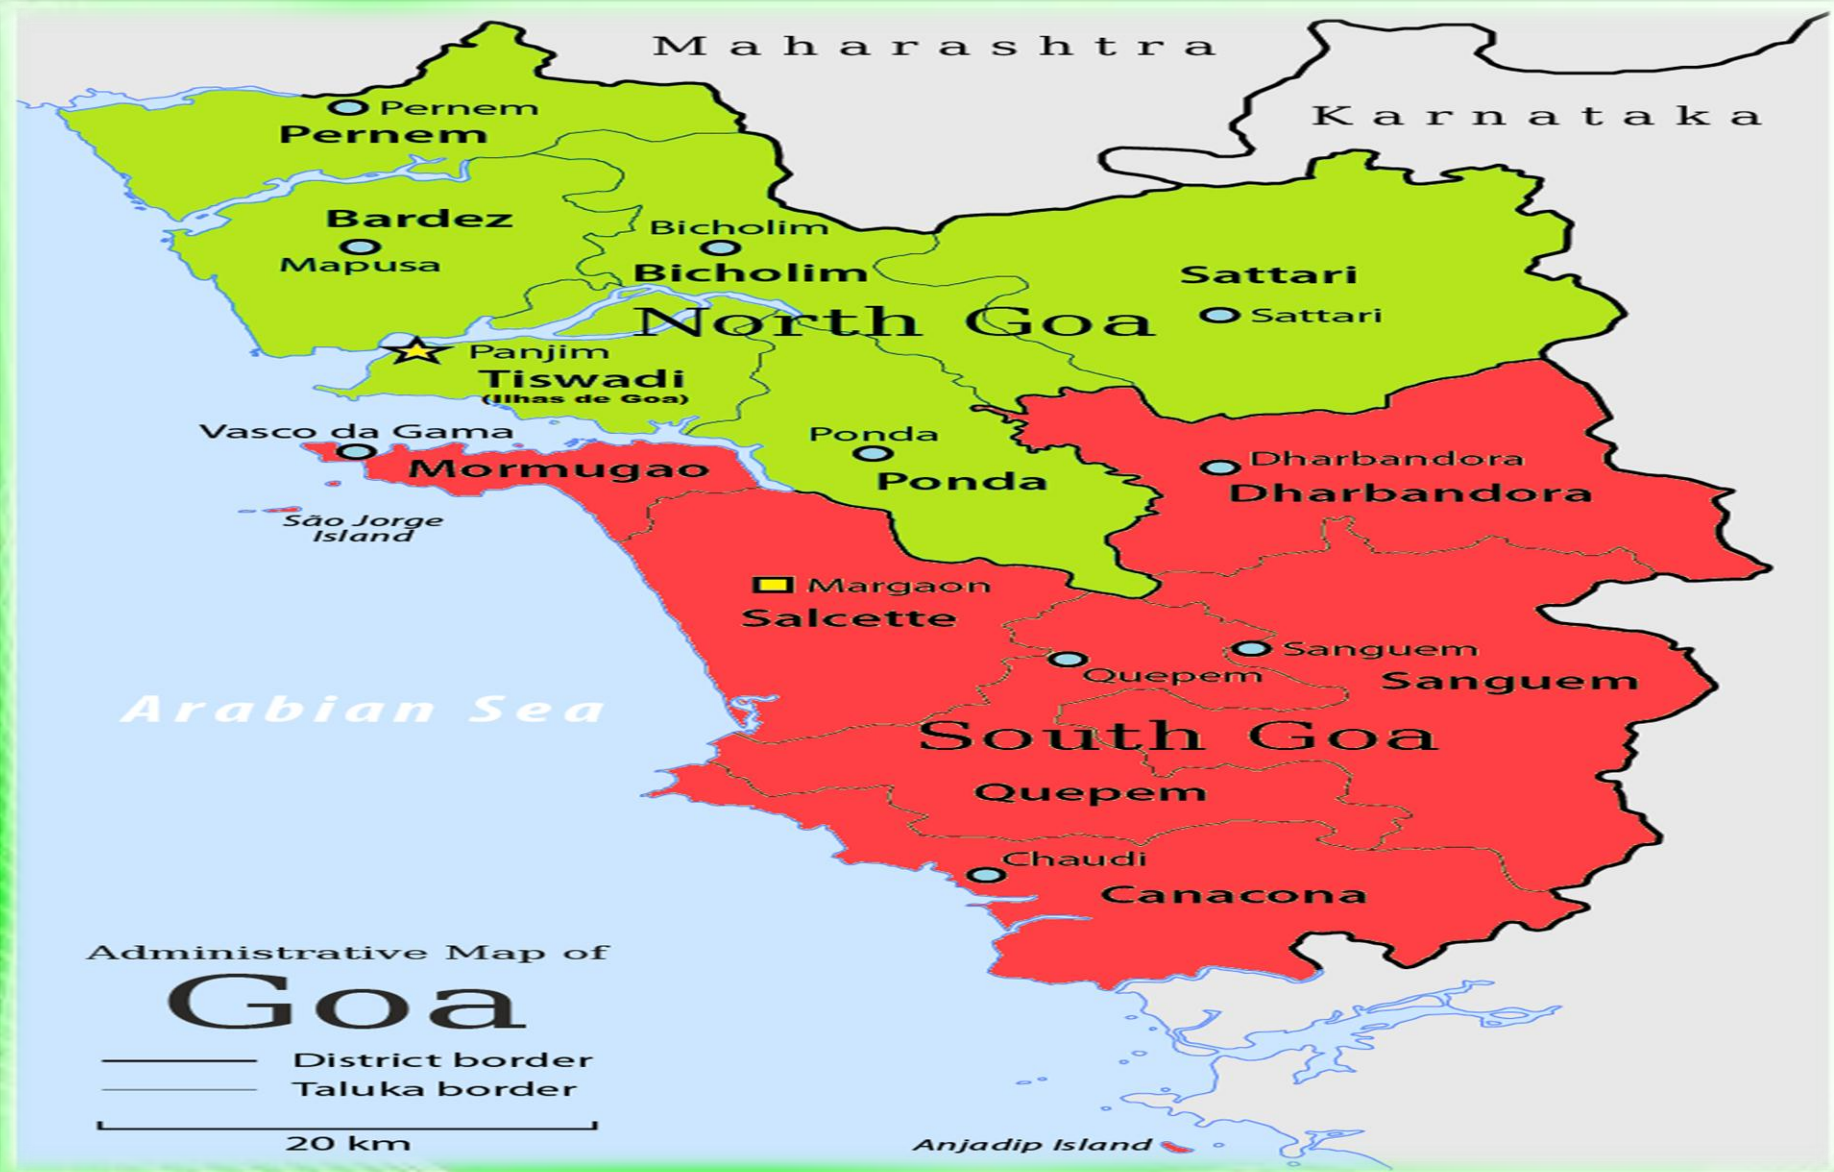 Maharashtra
Karnataka
Pernem
Pernem
Bardez
Mapusa
Bicholim
Bicholim
Sattari
Sattari
North Goa
Panjim
Tiswadi
(Ilhas de Goa)
Vasco da Gama
Mormugao
Ponda
Ponda
Dharbandora
Dharbandora
São Jorge
Island
Margaon
Salcette
Sanguem
Sanguem
Quepem
Arabian Sea
South Goa
Quepem
Chaudi
Canacona
Administrative Map of
Goa
District border
Taluka border
20 km
Anjadip Island